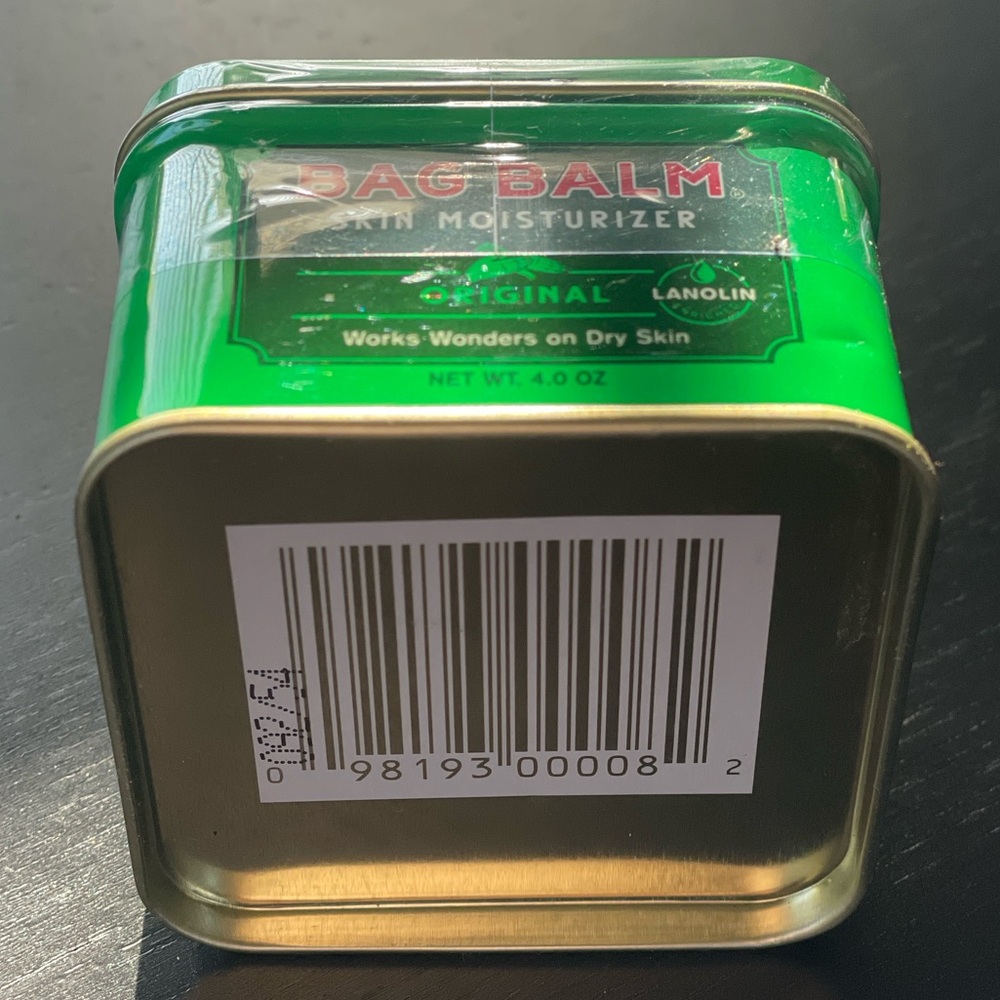 BAG BALM®
SKIN MOISTURIZER
ORIGINAL
LANOLIN
Works Wonders on Dry Skin
NET WT. 4.0 OZ
0 98193 00008 2